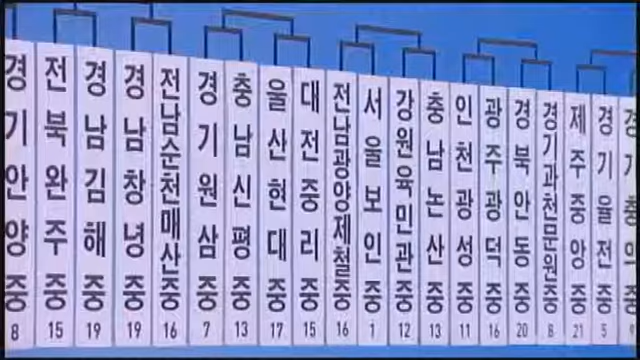 경기안양중 8
전북완주중 15
경남김해중 19
경남창녕중 19
전남순천매산중 16
경기원삼중 7
충남신평중 13
울산현대중 17
대전중리중 15
전남광양제철중 16
서울보인중 1
강원육민관중 12
충남논산중 13
인천광성중 11
광주광덕중 16
경북안동중 20
경기과천문원중 8
제주중앙중 21
경기율전중 5